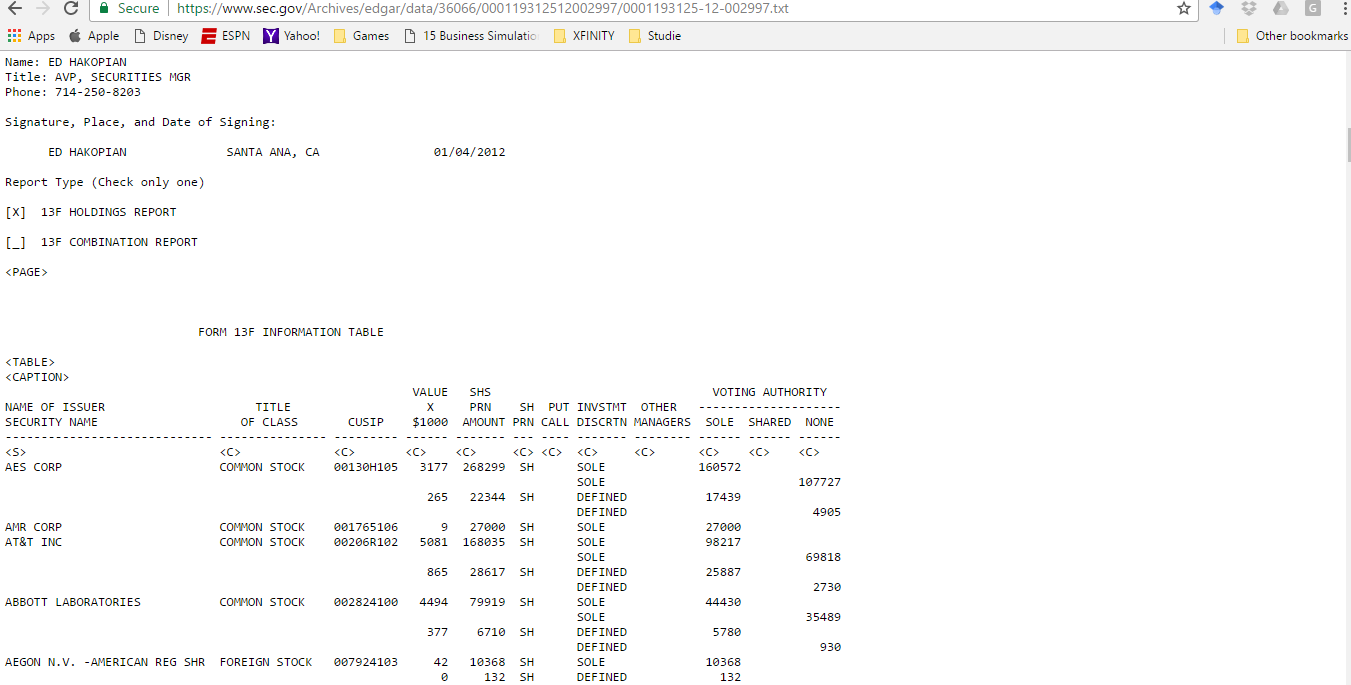 Secure https://www.sec.gov/Archives/edgar/data/36066/000119312512002997/0001193125-12-002997.txt G
Apps Apple Disney ESPN Yahoo! Games 15 Business Simulatio XFINITY Studie Other bookmarks
Name: ED HAKOPIAN
Title: AVP, SECURITIES MGR
Phone: 714-250-8203
Signature, Place, and Date of Signing:
ED HAKOPIAN SANTA ANA, CA 01/04/2012
Report Type (Check only one)
[X] 13F HOLDINGS REPORT
[_] 13F COMBINATION REPORT
<PAGE>
FORM 13F INFORMATION TABLE
<TABLE>
<CAPTION>
VALUE SHS VOTING AUTHORITY
NAME OF ISSUER TITLE X PRN SH PUT INVSTMT OTHER --------------------
SECURITY NAME OF CLASS CUSIP $1000 AMOUNT PRN CALL DISCRTN MANAGERS SOLE SHARED NONE
----------------------------- --------------- --------- ------ ------- --- ---- ------- -------- ------ ------ ------
<S> <C> <C> <C> <C> <C> <C> <C> <C> <C> <C> <C>
AES CORP COMMON STOCK 00130H105 3177 268299 SH SOLE 160572
SOLE 107727
265 22344 SH DEFINED 17439
DEFINED 4905
AMR CORP COMMON STOCK 001765106 9 27000 SH SOLE 27000
AT&T INC COMMON STOCK 00206R102 5081 168035 SH SOLE 98217
SOLE 69818
865 28617 SH DEFINED 25887
DEFINED 2730
ABBOTT LABORATORIES COMMON STOCK 002824100 4494 79919 SH SOLE 44430
SOLE 35489
377 6710 SH DEFINED 5780
DEFINED 930
AEGON N.V. -AMERICAN REG SHR FOREIGN STOCK 007924103 42 10368 SH SOLE 10368
0 132 SH DEFINED 132